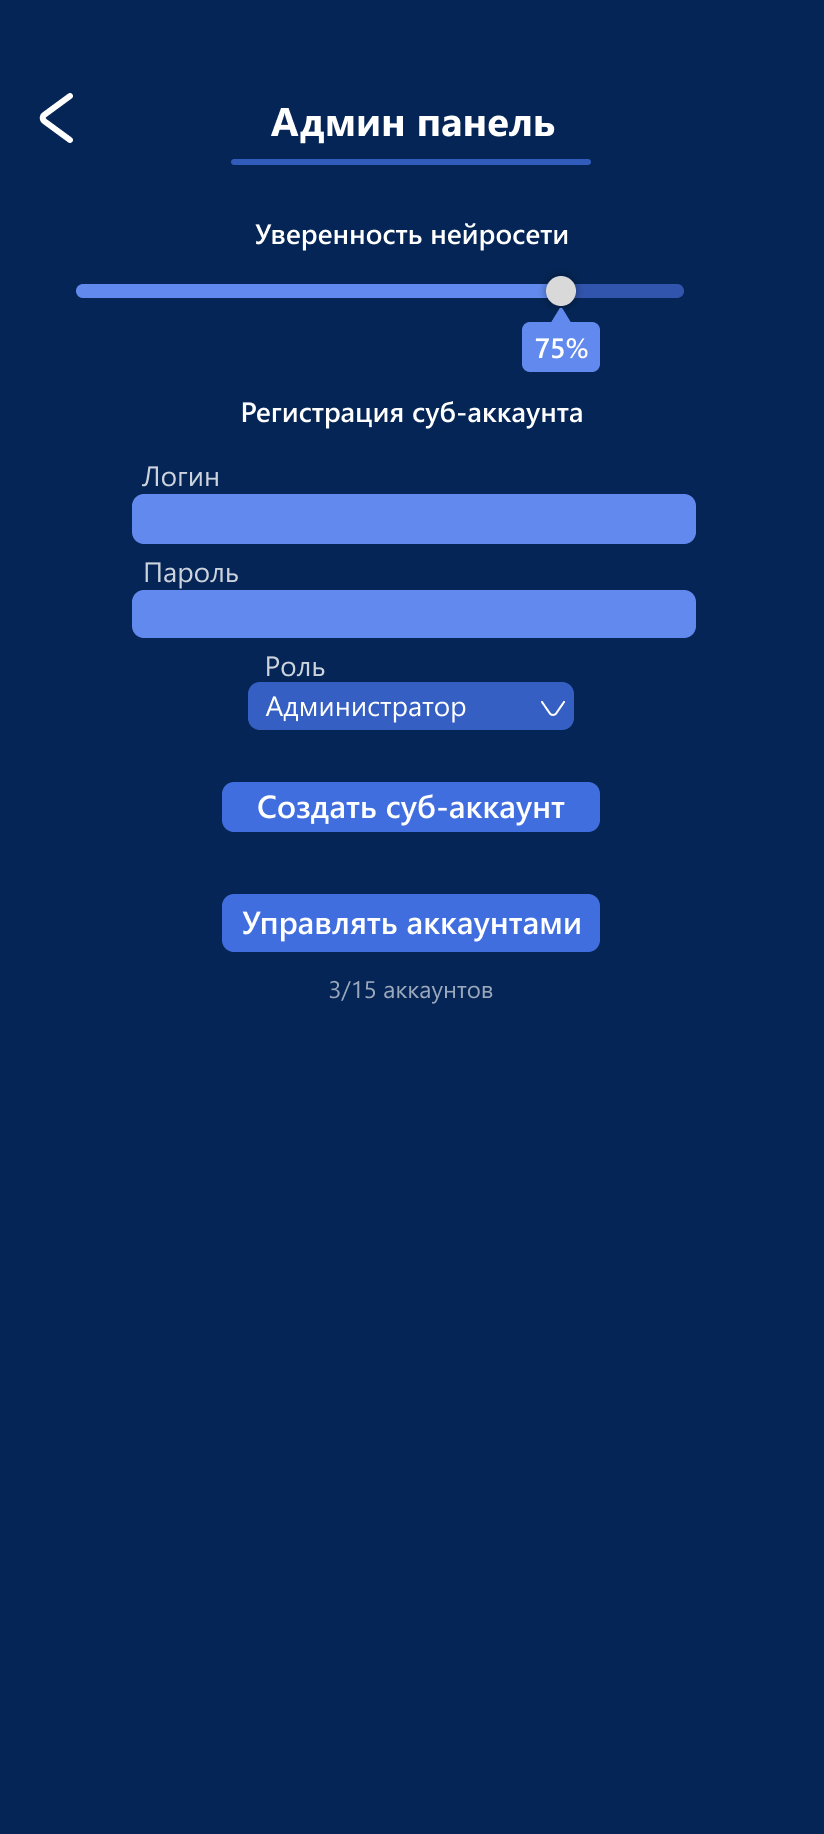 Админ панель
Уверенность нейросети
75%
Регистрация суб-аккаунта
Логин
Пароль
Роль
Администратор
Создать суб-аккаунт
Управлять аккаунтами
3/15 аккаунтов